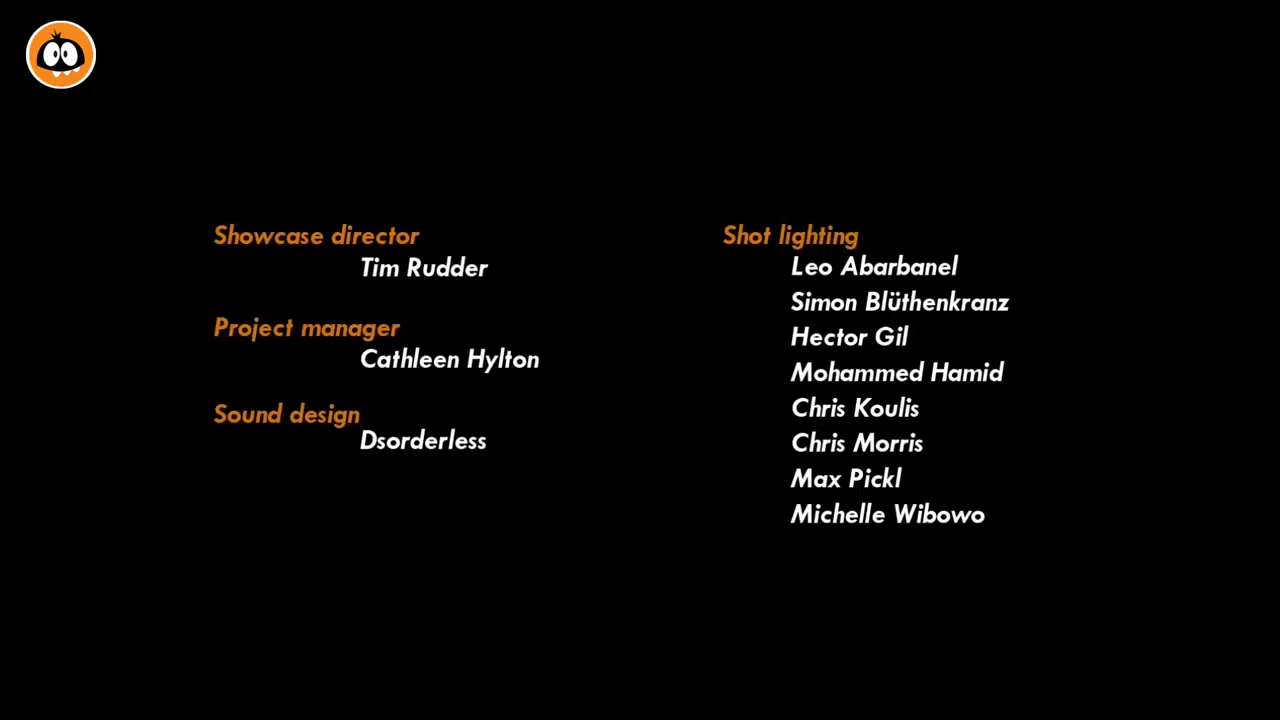 Showcase director
Tim Rudder
Project manager
Cathleen Hylton
Sound design
Dsorderless
Shot lighting
Leo Abarbanel
Simon Blüthenkranz
Hector Gil
Mohammed Hamid
Chris Koulis
Chris Morris
Max Pickl
Michelle Wibowo